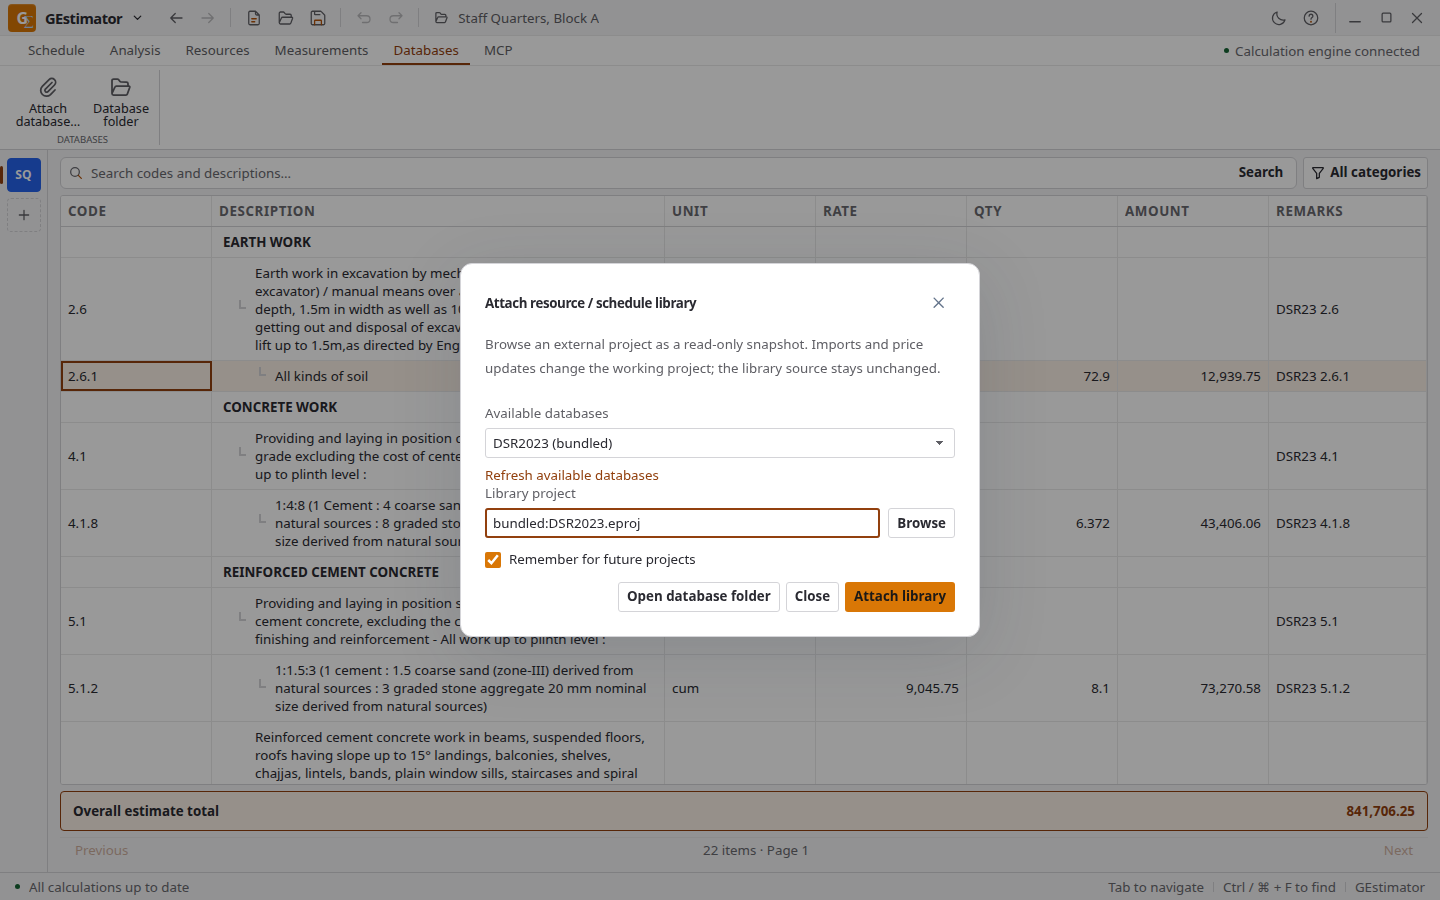 GEstimator
Staff Quarters, Block A
Schedule
Analysis
Resources
Measurements
Databases
MCP
Calculation engine connected
Attach database...
Database folder
DATABASES
SQ
Search codes and descriptions...
Search
All categories
CODE
DESCRIPTION
UNIT
RATE
QTY
AMOUNT
REMARKS
EARTH WORK
2.6
Earth work in excavation by mech
excavator) / manual means over
depth, 1.5m in width as well as 1
getting out and disposal of excav
lift up to 1.5m,as directed by Eng
DSR23 2.6
2.6.1
All kinds of soil
72.9
12,939.75
DSR23 2.6.1
CONCRETE WORK
4.1
Providing and laying in position
grade excluding the cost of cente
up to plinth level :
DSR23 4.1
4.1.8
1:4:8 (1 Cement : 4 coarse san
natural sources : 8 graded sto
size derived from natural sour
6.372
43,406.06
DSR23 4.1.8
REINFORCED CEMENT CONCRETE
5.1
Providing and laying in position s
cement concrete, excluding the c
finishing and reinforcement - All work up to plinth level :
DSR23 5.1
5.1.2
1:1.5:3 (1 cement : 1.5 coarse sand (zone-III) derived from
natural sources : 3 graded stone aggregate 20 mm nominal
size derived from natural sources)
cum
9,045.75
8.1
73,270.58
DSR23 5.1.2
Reinforced cement concrete work in beams, suspended floors,
roofs having slope up to 15° landings, balconies, shelves,
chajjas, lintels, bands, plain window sills, staircases and spiral
Attach resource / schedule library
Browse an external project as a read-only snapshot. Imports and price
updates change the working project; the library source stays unchanged.
Available databases
DSR2023 (bundled)
Refresh available databases
Library project
bundled:DSR2023.eproj
Browse
Remember for future projects
Open database folder
Close
Attach library
Overall estimate total
841,706.25
Previous
22 items · Page 1
Next
All calculations up to date
Tab to navigate
Ctrl / ⌘ + F to find
GEstimator